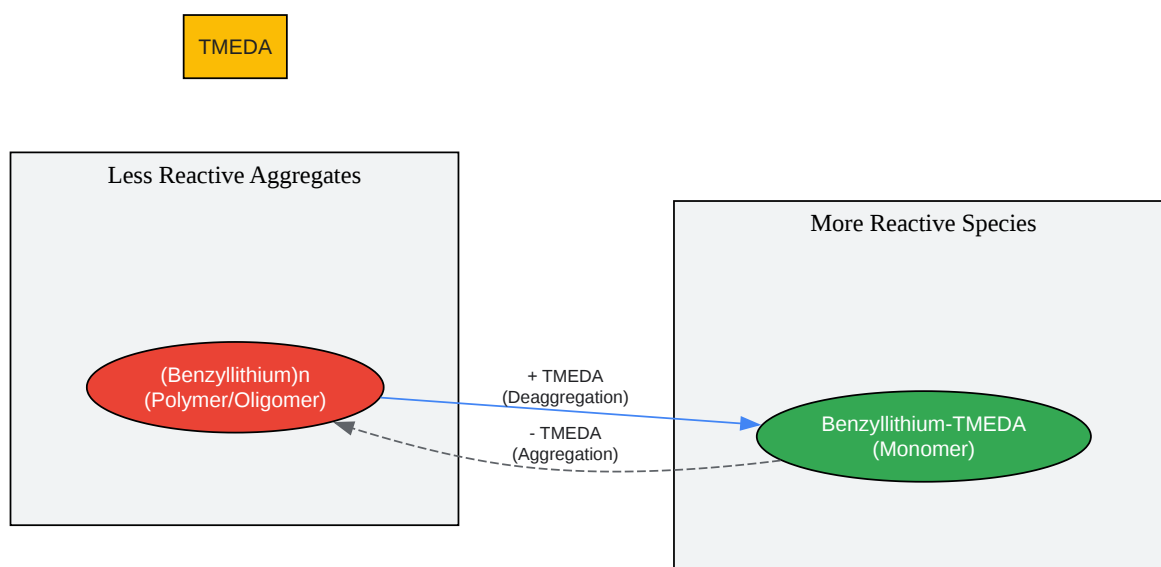 TMEDA
Less Reactive Aggregates
More Reactive Species
(Benzyllithium)n
(Polymer/Oligomer)
+ TMEDA
(Deaggregation)
- TMEDA
(Aggregation)
Benzyllithium-TMEDA
(Monomer)